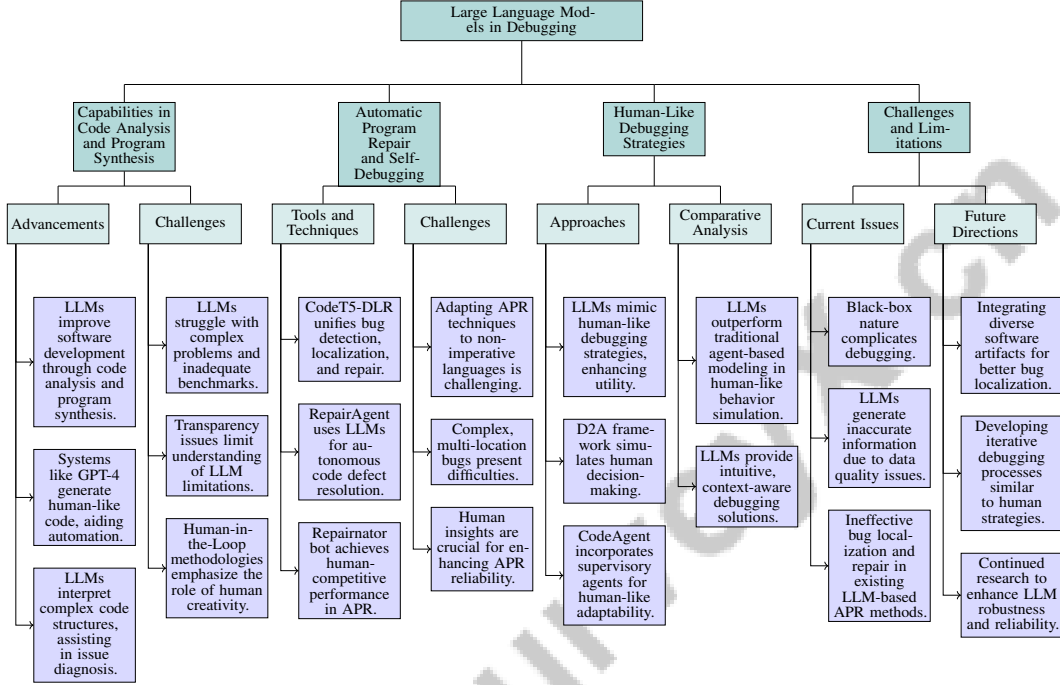 Large Language Mod-
els in Debugging
Capabilities in
Code Analysis
and Program
Synthesis
Automatic
Program
Repair
and Self-
Debugging
Human-Like
Debugging
Strategies
Challenges
and Lim-
itations
Advancements
Challenges
Tools and
Techniques
Challenges
Approaches
Comparative
Analysis
Current Issues
Future
Directions
LLMs
improve
software
development
through code
analysis and
program
synthesis.
Systems
like GPT-4
generate
human-like
code, aiding
automation.
LLMs
interpret
complex code
structures,
assisting
in issue
diagnosis.
LLMs
struggle with
complex
problems and
inadequate
benchmarks.
Transparency
issues limit
understanding
of LLM
limitations.
Human-in-
the-Loop
methodologies
emphasize the
role of human
creativity.
CodeT5-DLR
unifies bug
detection,
localization,
and repair.
RepairAgent
uses LLMs
for au-
tonomous
code defect
resolution.
Repairnator
bot achieves
human-
competitive
performance
in APR.
Adapting APR
techniques
to non-
imperative
languages is
challenging.
Complex,
multi-location
bugs present
difficulties.
Human
insights are
crucial for en-
hancing APR
reliability.
LLMs mimic
human-like
debugging
strategies,
enhancing
utility.
D2A frame-
work simu-
lates human
decision-
making.
CodeAgent
incorporates
supervisory
agents for
human-like
adaptability.
LLMs
outperform
traditional
agent-based
modeling in
human-like
behavior
simulation.
LLMs provide
intuitive,
context-aware
debugging
solutions.
Black-box
nature
complicates
debugging.
LLMs
generate
inaccurate
information
due to data
quality issues.
Ineffective
bug local-
ization and
repair in
existing
LLM-based
APR methods.
Integrating
diverse
software
artifacts for
better bug
localization.
Developing
iterative
debugging
processes
similar
to human
strategies.
Continued
research to
enhance LLM
robustness
and reliability.